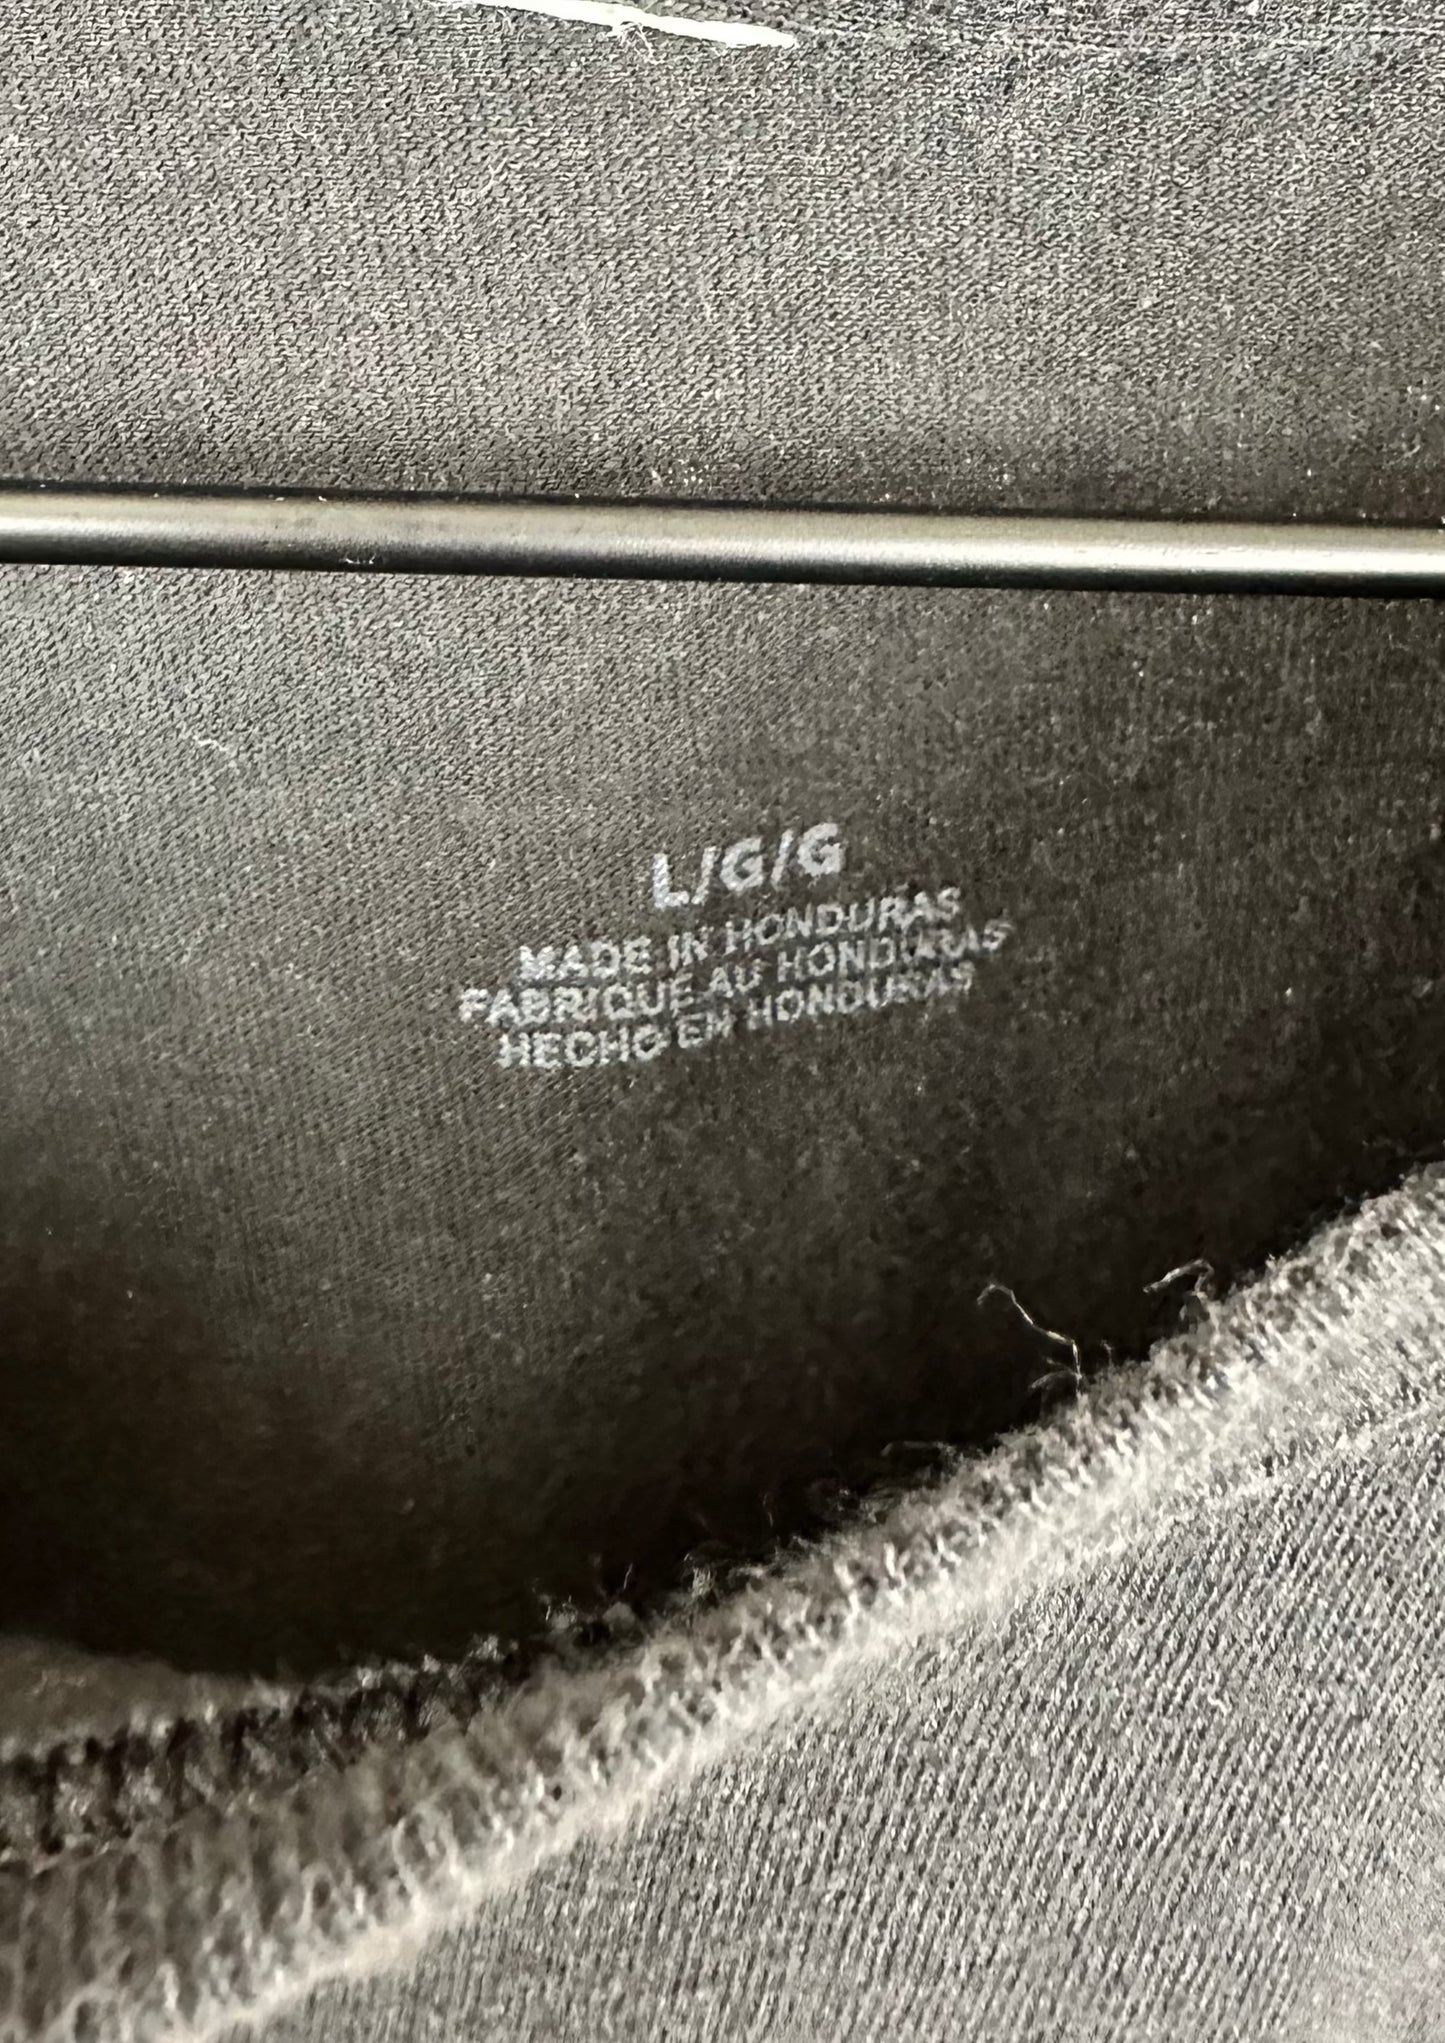 L/G/G
MADE IN HONDURAS
FABRIQUE AU HONDURAS
HECHO EN HONDURAS